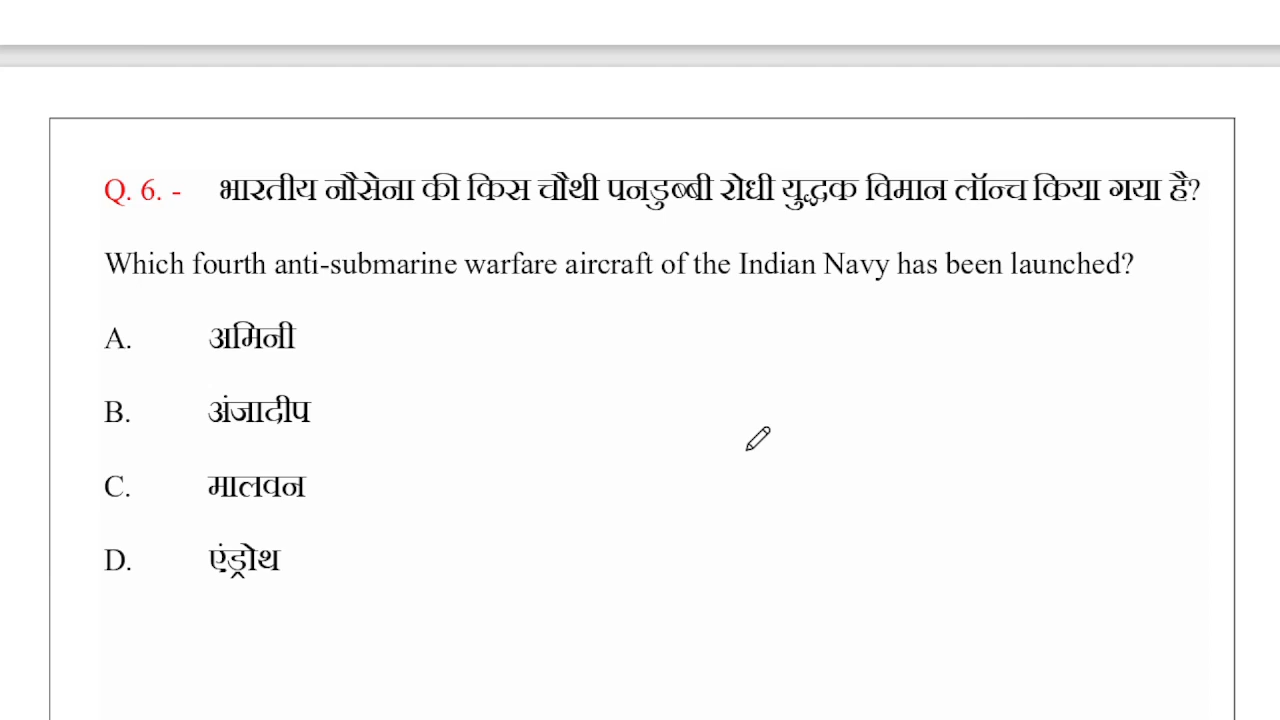 Q. 6. - भारतीय नौसेना की किस चौथी पनडुब्बी रोधी युद्धक विमान लॉन्च किया गया है?
Which fourth anti-submarine warfare aircraft of the Indian Navy has been launched?
A. अमिनी
B. अंजादीप
C. मालवन
D. एंड्रोथ